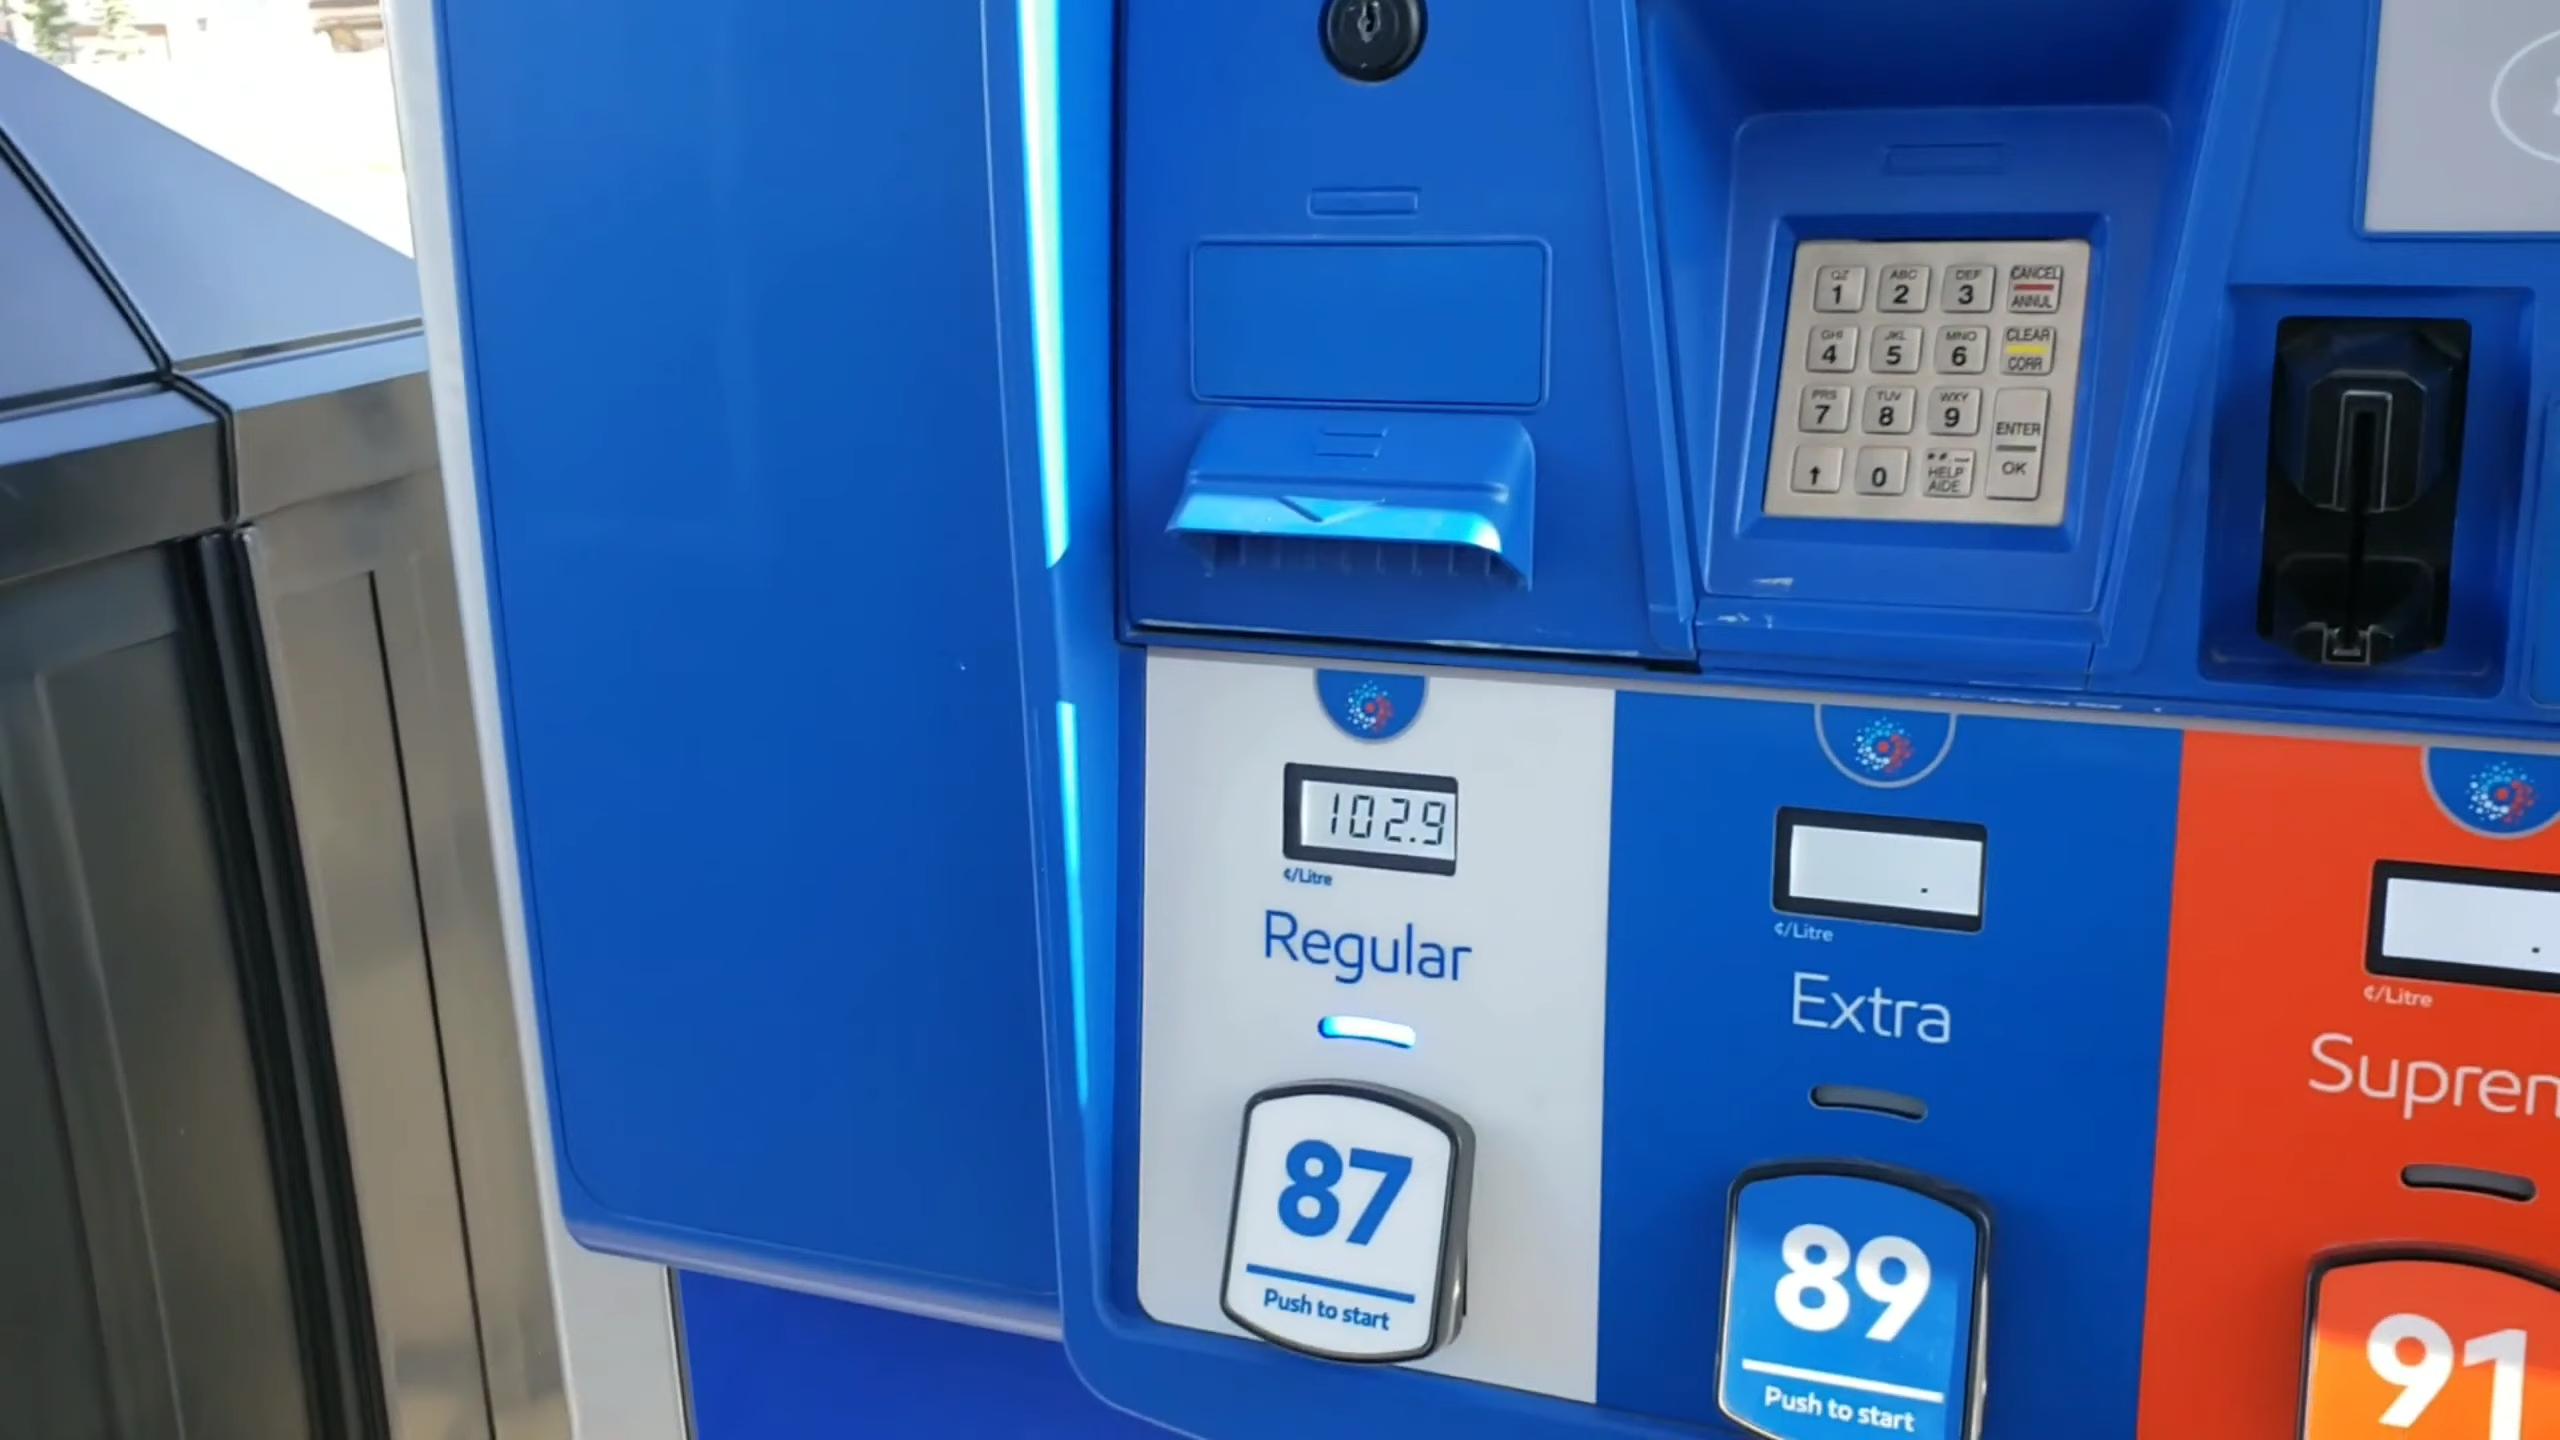 QZ
1
ABC
2
DEF
3
CANCEL
ANNUL
GHI
4
JKL
5
MNO
6
CLEAR
CORR
PRS
7
TUV
8
WXY
9
ENTER
OK
0
HELP
AIDE
102.9
¢/Litre
Regular
87
Push to start
¢/Litre
Extra
89
Push to start
¢/Litre
Suprem
91